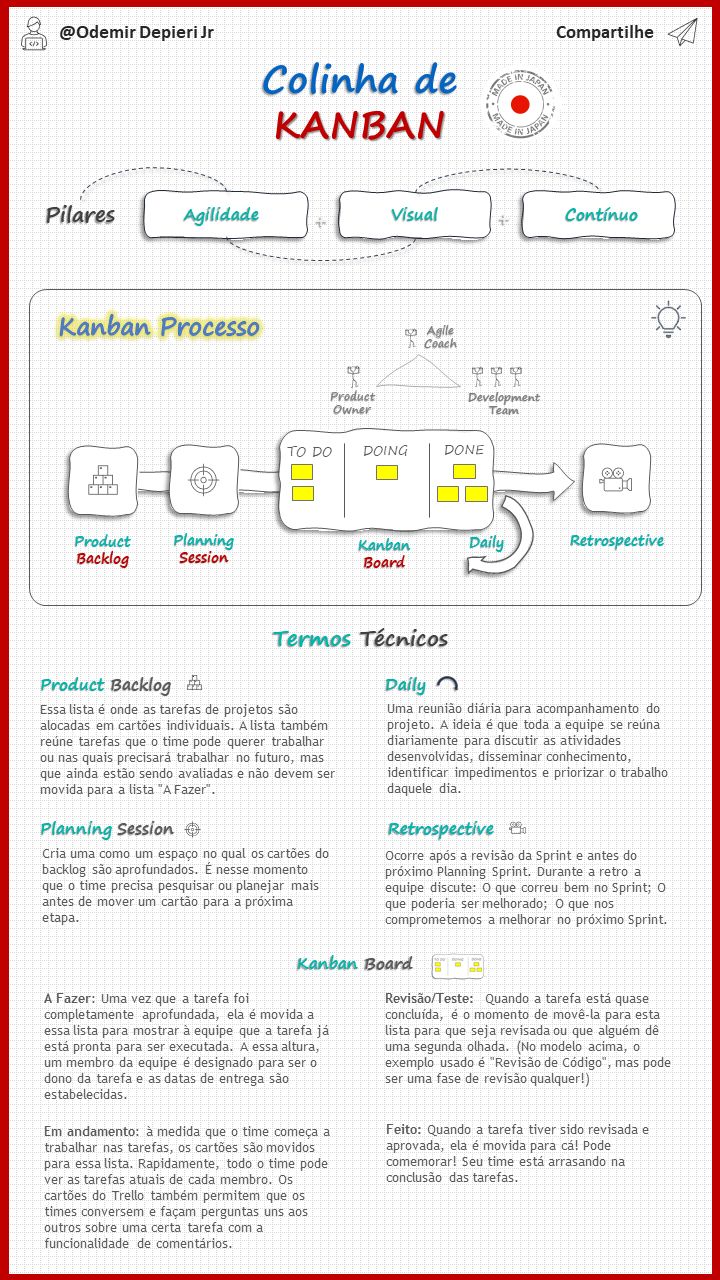 @Odemir Depieri Jr
Compartilhe
Colinha de
KANBAN
MADE IN JAPAN
MADE IN JAPAN
Pilares
Agilidade
+
Visual
+
Contínuo
Kanban Processo
Agile
Coach
Product
Owner
Development
Team
TO DO
DOING
DONE
Product
Backlog
Planning
Session
Kanban
Board
Daily
Retrospective
Termos Técnicos
Product Backlog
Essa lista é onde as tarefas de projetos são
alocadas em cartões individuais. A lista também
reúne tarefas que o time pode querer trabalhar
ou nas quais precisará trabalhar no futuro, mas
que ainda estão sendo avaliadas e não devem ser
movida para a lista "A Fazer".
Daily
Uma reunião diária para acompanhamento do
projeto. A ideia é que toda a equipe se reúna
diariamente para discutir as atividades
desenvolvidas, disseminar conhecimento,
identificar impedimentos e priorizar o trabalho
daquele dia.
Planning Session
Cria uma como um espaço no qual os cartões do
backlog são aprofundados. É nesse momento
que o time precisa pesquisar ou planejar mais
antes de mover um cartão para a próxima
etapa.
Retrospective
Ocorre após a revisão da Sprint e antes do
próximo Planning Sprint. Durante a retro a
equipe discute: O que correu bem no Sprint; O
que poderia ser melhorado; O que nos
comprometemos a melhorar no próximo Sprint.
Kanban Board
TO DO
DOING
DONE
A Fazer: Uma vez que a tarefa foi
completamente aprofundada, ela é movida a
essa lista para mostrar à equipe que a tarefa já
está pronta para ser executada. A essa altura,
um membro da equipe é designado para ser o
dono da tarefa e as datas de entrega são
estabelecidas.
Em andamento: à medida que o time começa a
trabalhar nas tarefas, os cartões são movidos
para essa lista. Rapidamente, todo o time pode
ver as tarefas atuais de cada membro. Os
cartões do Trello também permitem que os
times conversem e façam perguntas uns aos
outros sobre uma certa tarefa com a
funcionalidade de comentários.
Revisão/Teste: Quando a tarefa está quase
concluída, é o momento de movê-la para esta
lista para que seja revisada ou que alguém dê
uma segunda olhada. (No modelo acima, o
exemplo usado é "Revisão de Código", mas pode
ser uma fase de revisão qualquer!)
Feito: Quando a tarefa tiver sido revisada e
aprovada, ela é movida para cá! Pode
comemorar! Seu time está arrasando na
conclusão das tarefas.